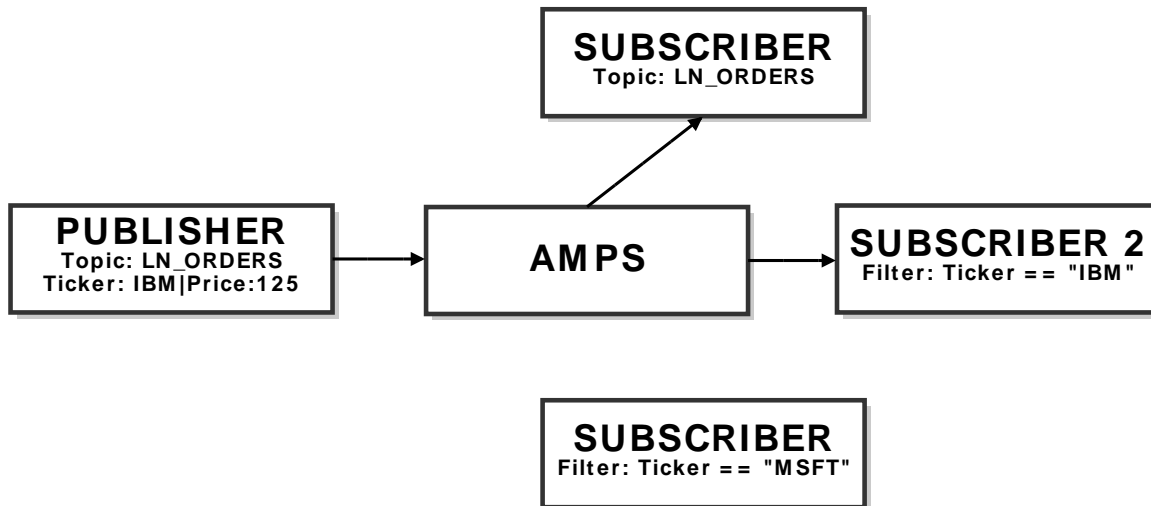 SUBSCRIBER
Topic: LN_ORDERS
PUBLISHER
Topic: LN_ORDERS
Ticker: IBM|Price:125
AMPS
SUBSCRIBER 2
Filter: Ticker == "IBM"
SUBSCRIBER
Filter: Ticker == "MSFT"